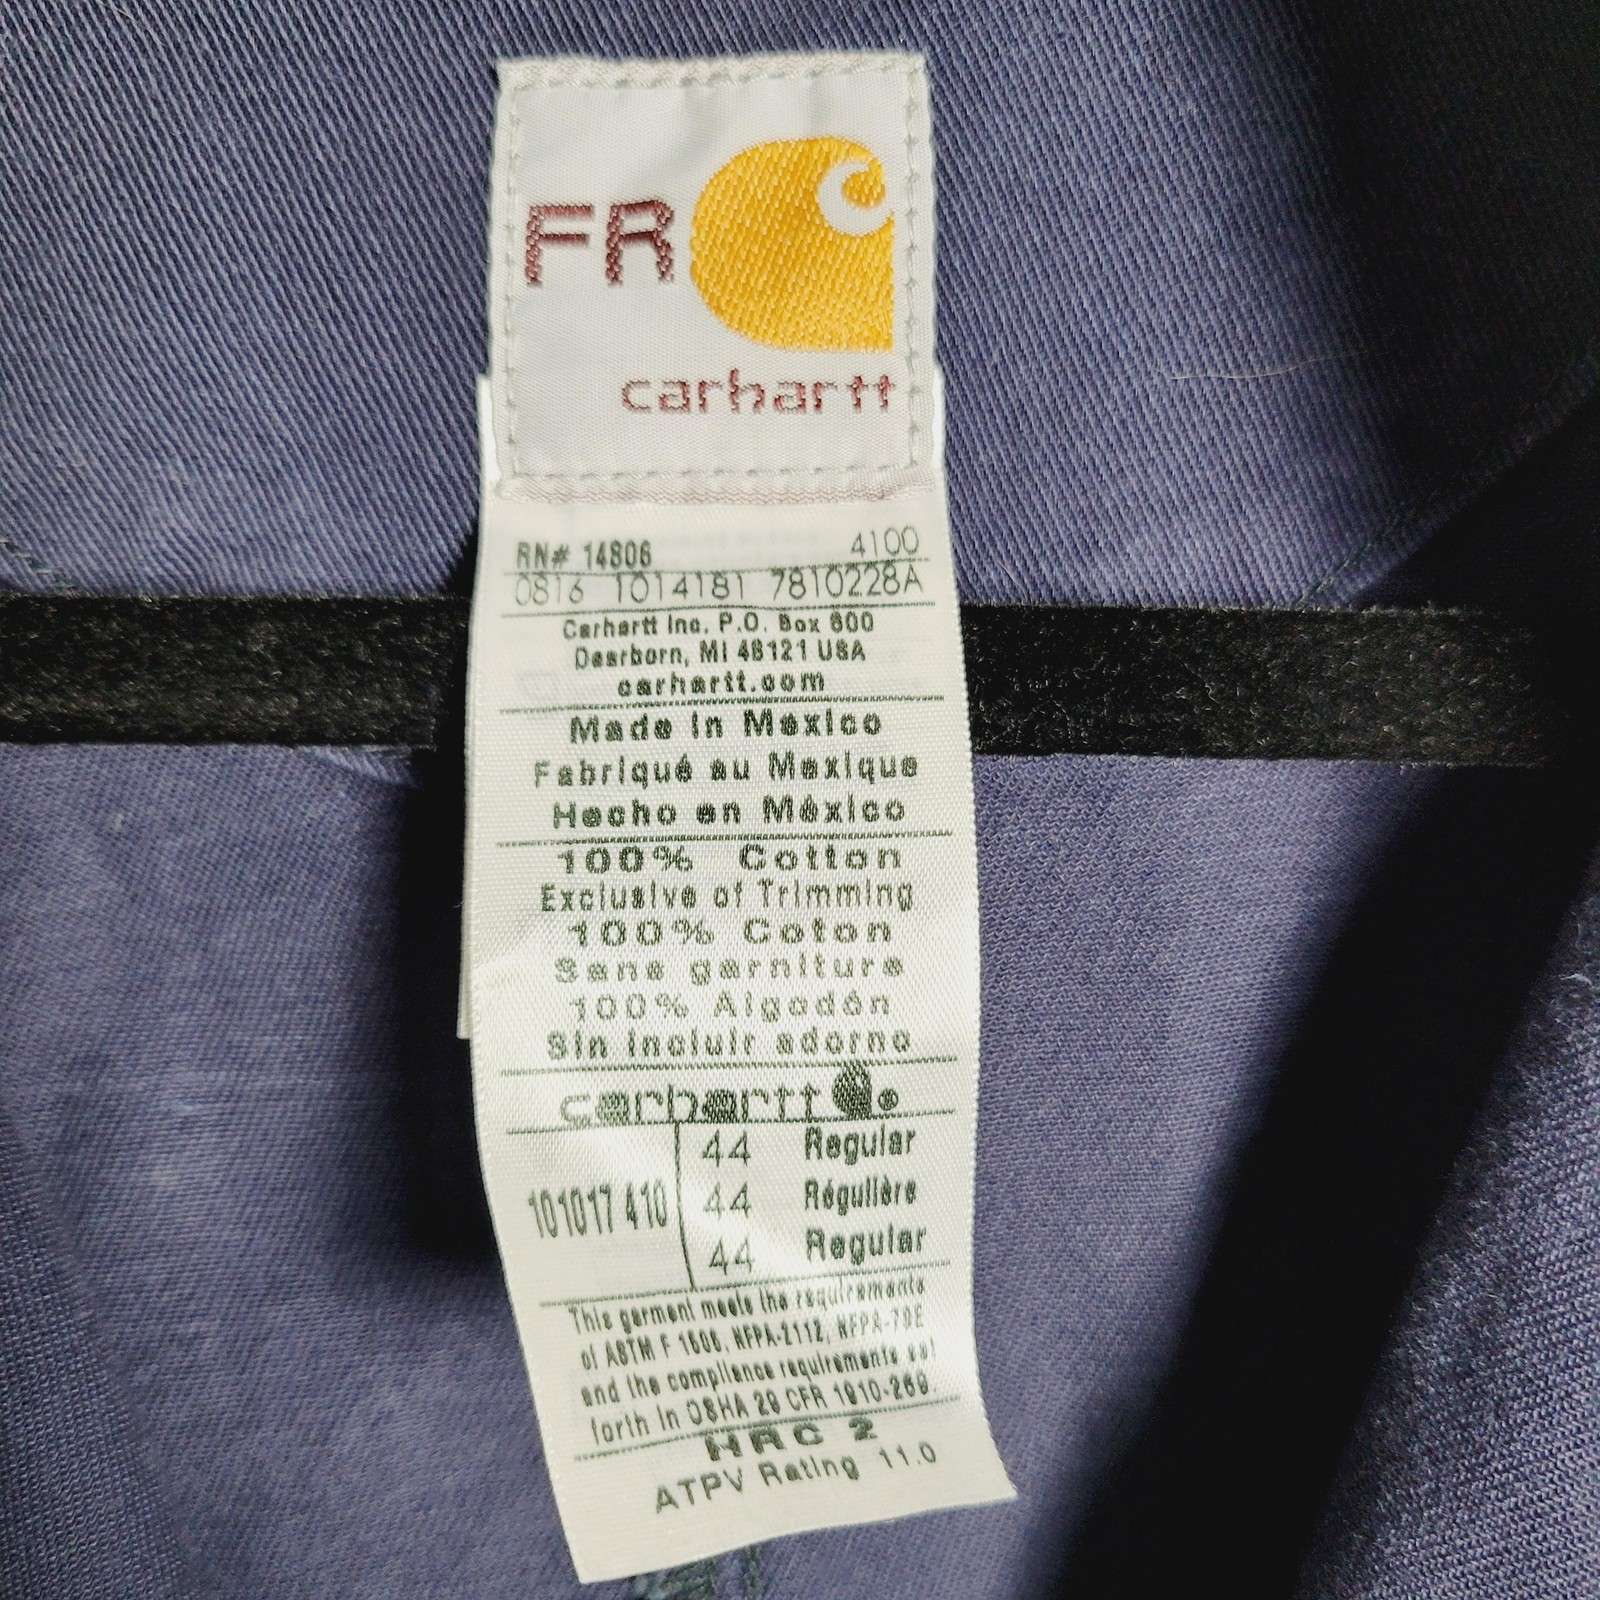 FR
carhartt
RN# 14806 4100
0816 1014181 7810228A
Carhartt Inc. P.O. Box 600
Dearborn, MI 48121 USA
carhartt.com
Made in Mexico
Fabriqué au Mexique
Hecho en México
100% Cotton
Exclusive of Trimming
100% Coton
Sans garniture
100% Algodón
Sin incluir adorno
carhartt
44 Regular
101017 410 44 Régulière
44 Regular
This garment meets the requirements
of ASTM F 1506, NFPA-2112, NFPA-70E
and the compliance requirements set
forth in OSHA 29 CFR 1910-269.
HRC 2
ATPV Rating 11.0